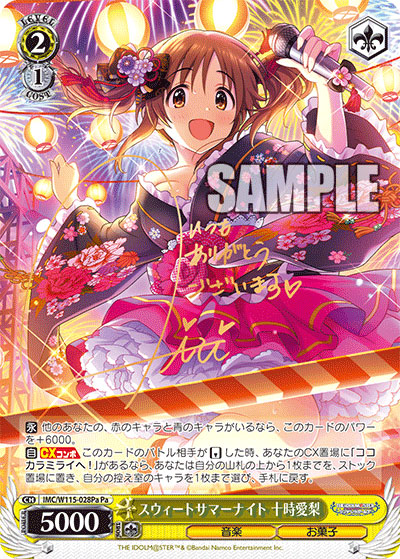 LEVEL
2
1
COST
SAMPLE
いつも
ありがとう
ございます♡
永 他のあなたの、赤のキャラと青のキャラがいるなら、このカードのパワー
を＋6000。
自 CXコンボ このカードのバトル相手が した時、あなたのCX置場に「ココ
カラミライヘ！」があるなら、あなたは自分の山札の上から1枚までを、ストック
置場に置き、自分の控え室のキャラを1枚まで選び、手札に戻す。
CH IMC/W115-028Pa Pa
POWER
5000
スウィートサマーナイト 十時愛梨
音楽 お菓子
THE IDOLM@STER™ & ©Bandai Namco Entertainment Inc.